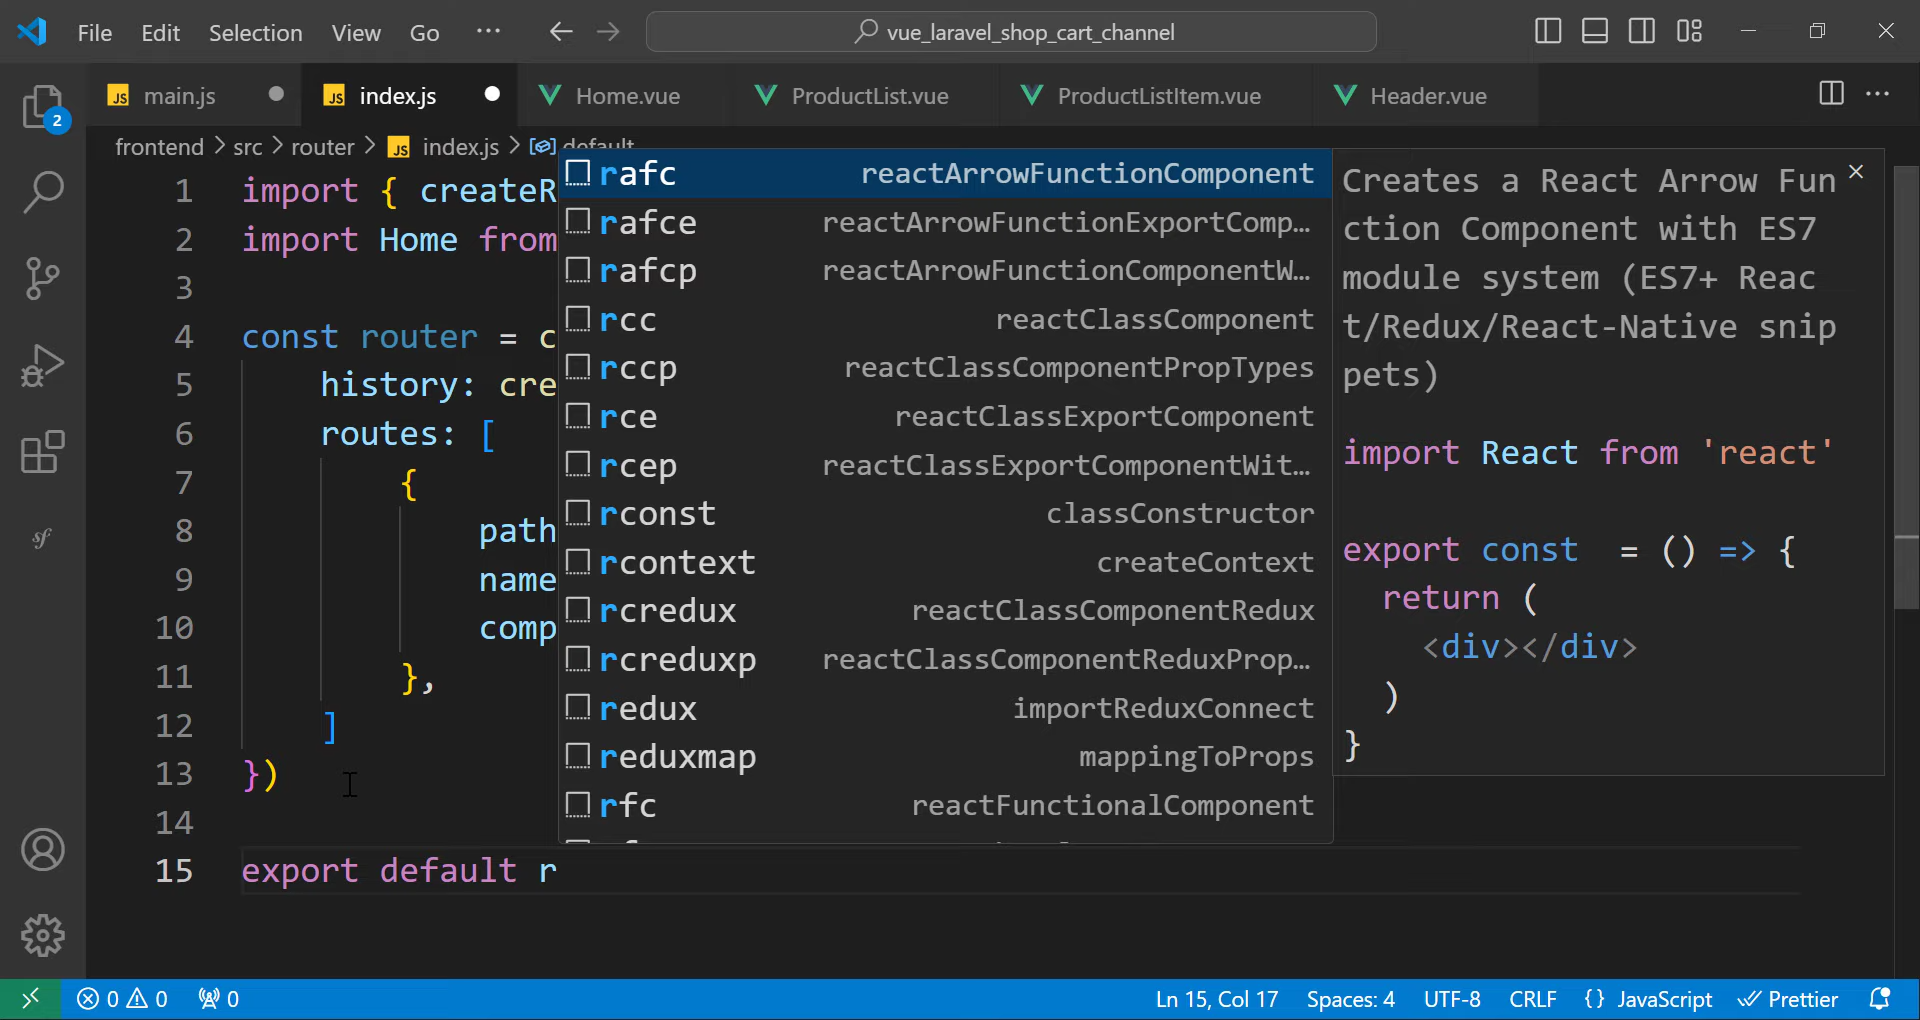 File Edit Selection View Go ··· vue_laravel_shop_cart_channel
JS main.js JS index.js Home.vue ProductList.vue ProductListItem.vue Header.vue
2
frontend > src > router > JS index.js > default
1 import { createR
2 import Home from
3
4 const router = c
5 history: cre
6 routes: [
7 {
8 path
9 name
10 comp
11 },
12 ]
13 })
14
15 export default r
rafc reactArrowFunctionComponent
rafce reactArrowFunctionExportComp…
rafcp reactArrowFunctionComponentW…
rcc reactClassComponent
rccp reactClassComponentPropTypes
rce reactClassExportComponent
rcep reactClassExportComponentWit…
rconst classConstructor
rcontext createContext
rcredux reactClassComponentRedux
rcreduxp reactClassComponentReduxProp…
redux importReduxConnect
reduxmap mappingToProps
rfc reactFunctionalComponent
Creates a React Arrow Fun
ction Component with ES7
module system (ES7+ Reac
t/Redux/React-Native snip
pets)
import React from 'react'
export const = () => {
return (
<div></div>
)
}
sf
0 0 0 Ln 15, Col 17 Spaces: 4 UTF-8 CRLF {} JavaScript Prettier